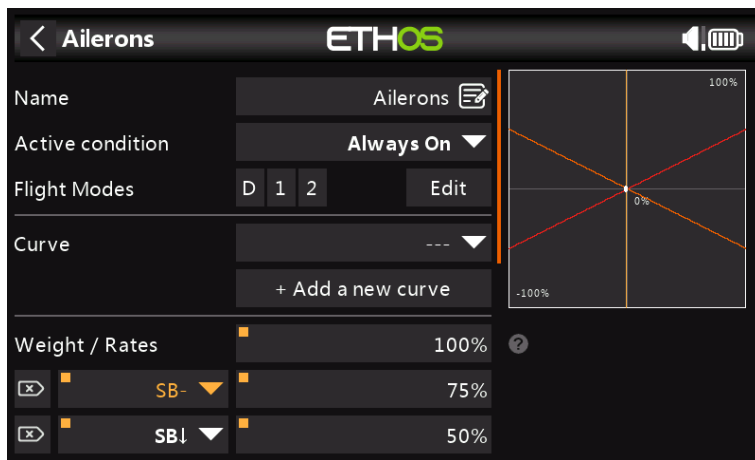 Ailerons ETHOS
Name Ailerons
100%
Active condition Always On
Flight Modes D 1 2 Edit
0%
Curve ---
+ Add a new curve
-100%
Weight / Rates 100% ?
SB- 75%
SB↓ 50%